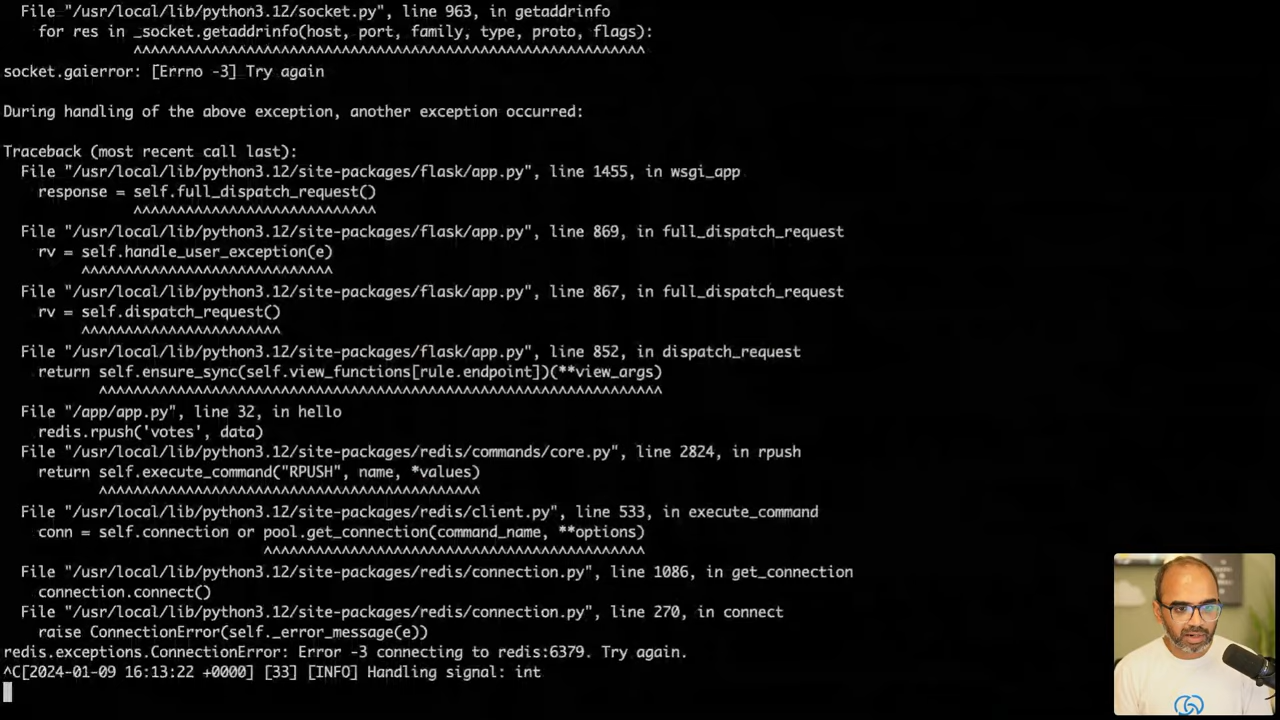 File "/usr/local/lib/python3.12/socket.py", line 963, in getaddrinfo
for res in _socket.getaddrinfo(host, port, family, type, proto, flags):
^^^^^^^^^^^^^^^^^^^^^^^^^^^^^^^^^^^^^^^^^^^^^^^^^^^^^^^^^^^
socket.gaierror: [Errno -3] Try again
During handling of the above exception, another exception occurred:
Traceback (most recent call last):
File "/usr/local/lib/python3.12/site-packages/flask/app.py", line 1455, in wsgi_app
response = self.full_dispatch_request()
^^^^^^^^^^^^^^^^^^^^^^^^^^^^
File "/usr/local/lib/python3.12/site-packages/flask/app.py", line 869, in full_dispatch_request
rv = self.handle_user_exception(e)
^^^^^^^^^^^^^^^^^^^^^^^^^^^^^
File "/usr/local/lib/python3.12/site-packages/flask/app.py", line 867, in full_dispatch_request
rv = self.dispatch_request()
^^^^^^^^^^^^^^^^^^^^^^^
File "/usr/local/lib/python3.12/site-packages/flask/app.py", line 852, in dispatch_request
return self.ensure_sync(self.view_functions[rule.endpoint])(**view_args)
^^^^^^^^^^^^^^^^^^^^^^^^^^^^^^^^^^^^^^^^^^^^^^^^^^^^^^^^^^^^^^^^^
File "/app/app.py", line 32, in hello
redis.rpush('votes', data)
File "/usr/local/lib/python3.12/site-packages/redis/commands/core.py", line 2824, in rpush
return self.execute_command("RPUSH", name, *values)
^^^^^^^^^^^^^^^^^^^^^^^^^^^^^^^^^^^^^^^^^^^^
File "/usr/local/lib/python3.12/site-packages/redis/client.py", line 533, in execute_command
conn = self.connection or pool.get_connection(command_name, **options)
^^^^^^^^^^^^^^^^^^^^^^^^^^^^^^^^^^^^^^^^^^^^
File "/usr/local/lib/python3.12/site-packages/redis/connection.py", line 1086, in get_connection
connection.connect()
File "/usr/local/lib/python3.12/site-packages/redis/connection.py", line 270, in connect
raise ConnectionError(self._error_message(e))
redis.exceptions.ConnectionError: Error -3 connecting to redis:6379. Try again.
^C[2024-01-09 16:13:22 +0000] [33] [INFO] Handling signal: int